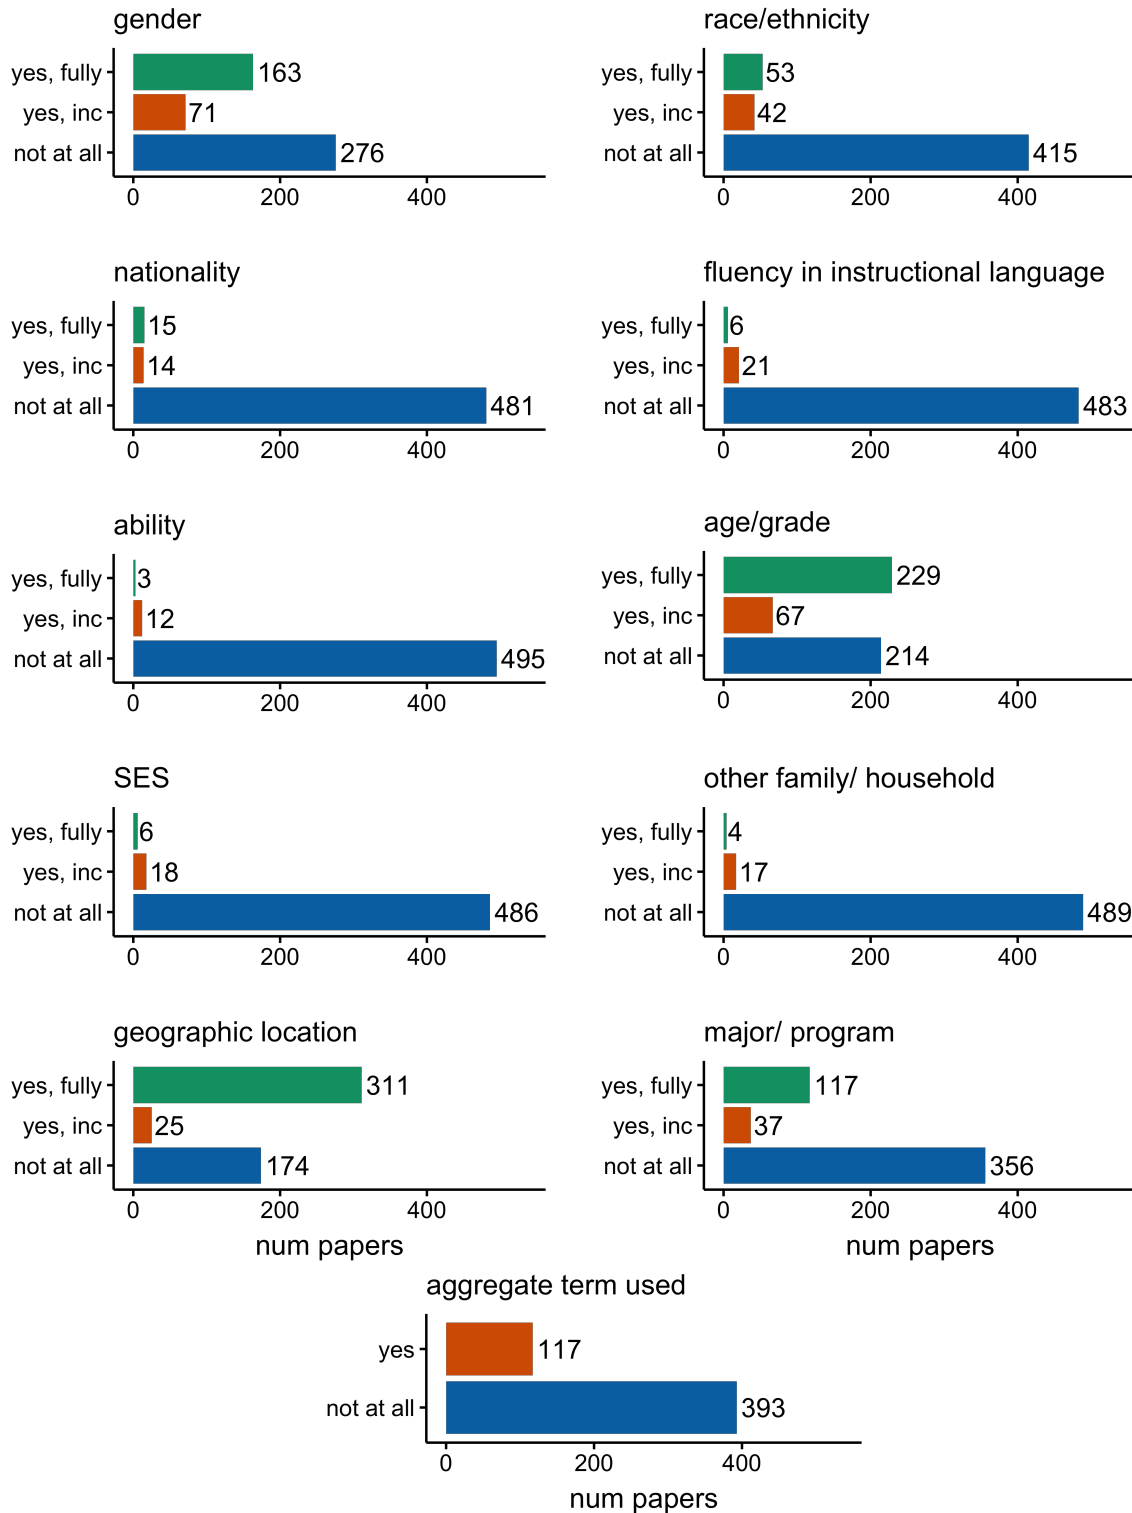 gender
yes, fully 163
yes, inc 71
not at all 276
0 200 400
race/ethnicity
yes, fully 53
yes, inc 42
not at all 415
0 200 400
nationality
yes, fully 15
yes, inc 14
not at all 481
0 200 400
fluency in instructional language
yes, fully 6
yes, inc 21
not at all 483
0 200 400
ability
yes, fully 3
yes, inc 12
not at all 495
0 200 400
age/grade
yes, fully 229
yes, inc 67
not at all 214
0 200 400
SES
yes, fully 6
yes, inc 18
not at all 486
0 200 400
other family/ household
yes, fully 4
yes, inc 17
not at all 489
0 200 400
geographic location
yes, fully 311
yes, inc 25
not at all 174
0 200 400
num papers
major/ program
yes, fully 117
yes, inc 37
not at all 356
0 200 400
num papers
aggregate term used
yes 117
not at all 393
0 200 400
num papers